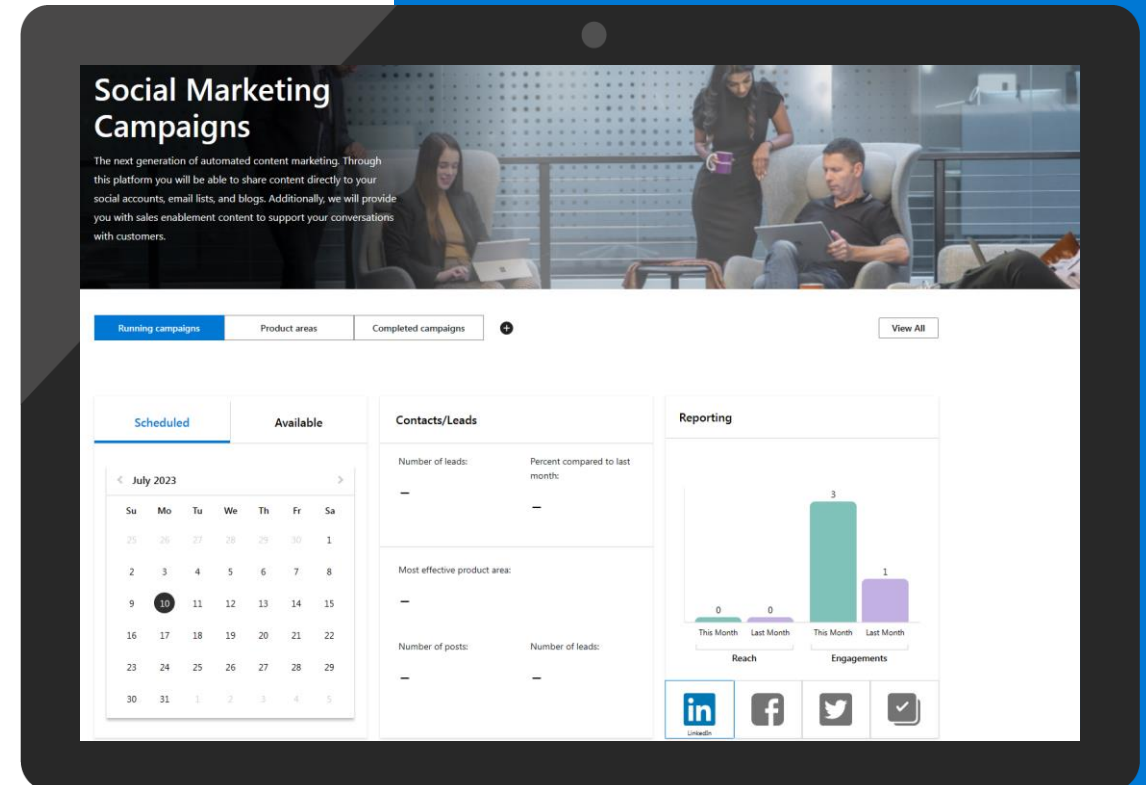 Social Marketing
Campaigns
The next generation of automated content marketing. Through
this platform you will be able to share content directly to your
social accounts, email lists, and blogs. Additionally, we will provide
you with sales enablement content to support your conversations
with customers.
Running campaigns
Product areas
Completed campaigns
View All
Scheduled
Available
July 2023
Su Mo Tu We Th Fr Sa
25 26 27 28 29 30 1
2 3 4 5 6 7 8
9 10 11 12 13 14 15
16 17 18 19 20 21 22
23 24 25 26 27 28 29
30 31 1 2 3 4 5
Contacts/Leads
Number of leads:
–
Percent compared to last
month:
–
Most effective product area:
–
Number of posts:
–
Number of leads:
–
Reporting
0 0 3 1
This Month Last Month This Month Last Month
Reach Engagements
in
LinkedIn